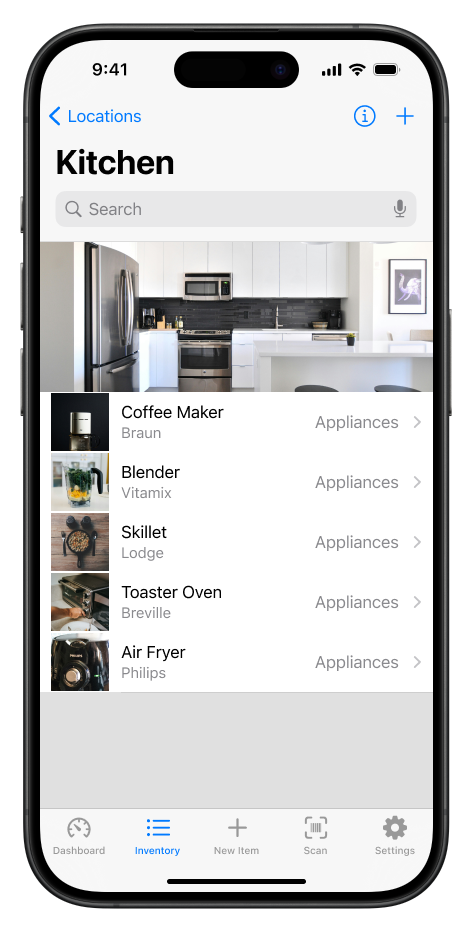 9:41
Locations
Kitchen
Search
Coffee Maker
Braun
Appliances
Blender
Vitamix
Appliances
Skillet
Lodge
Appliances
Toaster Oven
Breville
Appliances
Air Fryer
Philips
Appliances
PHILIPS
Dashboard
Inventory
New Item
Scan
Settings